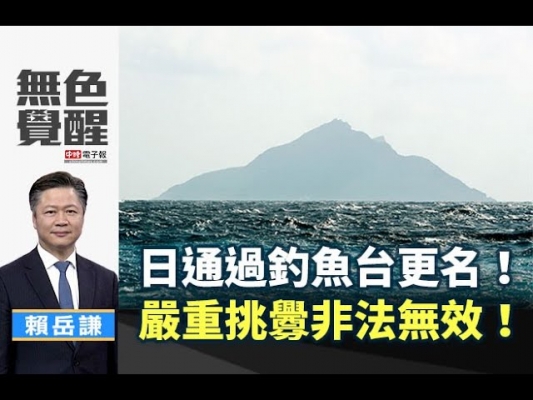 無色
覺醒
中時電子報
賴岳謙
日通過釣魚台更名！
嚴重挑釁非法無效！